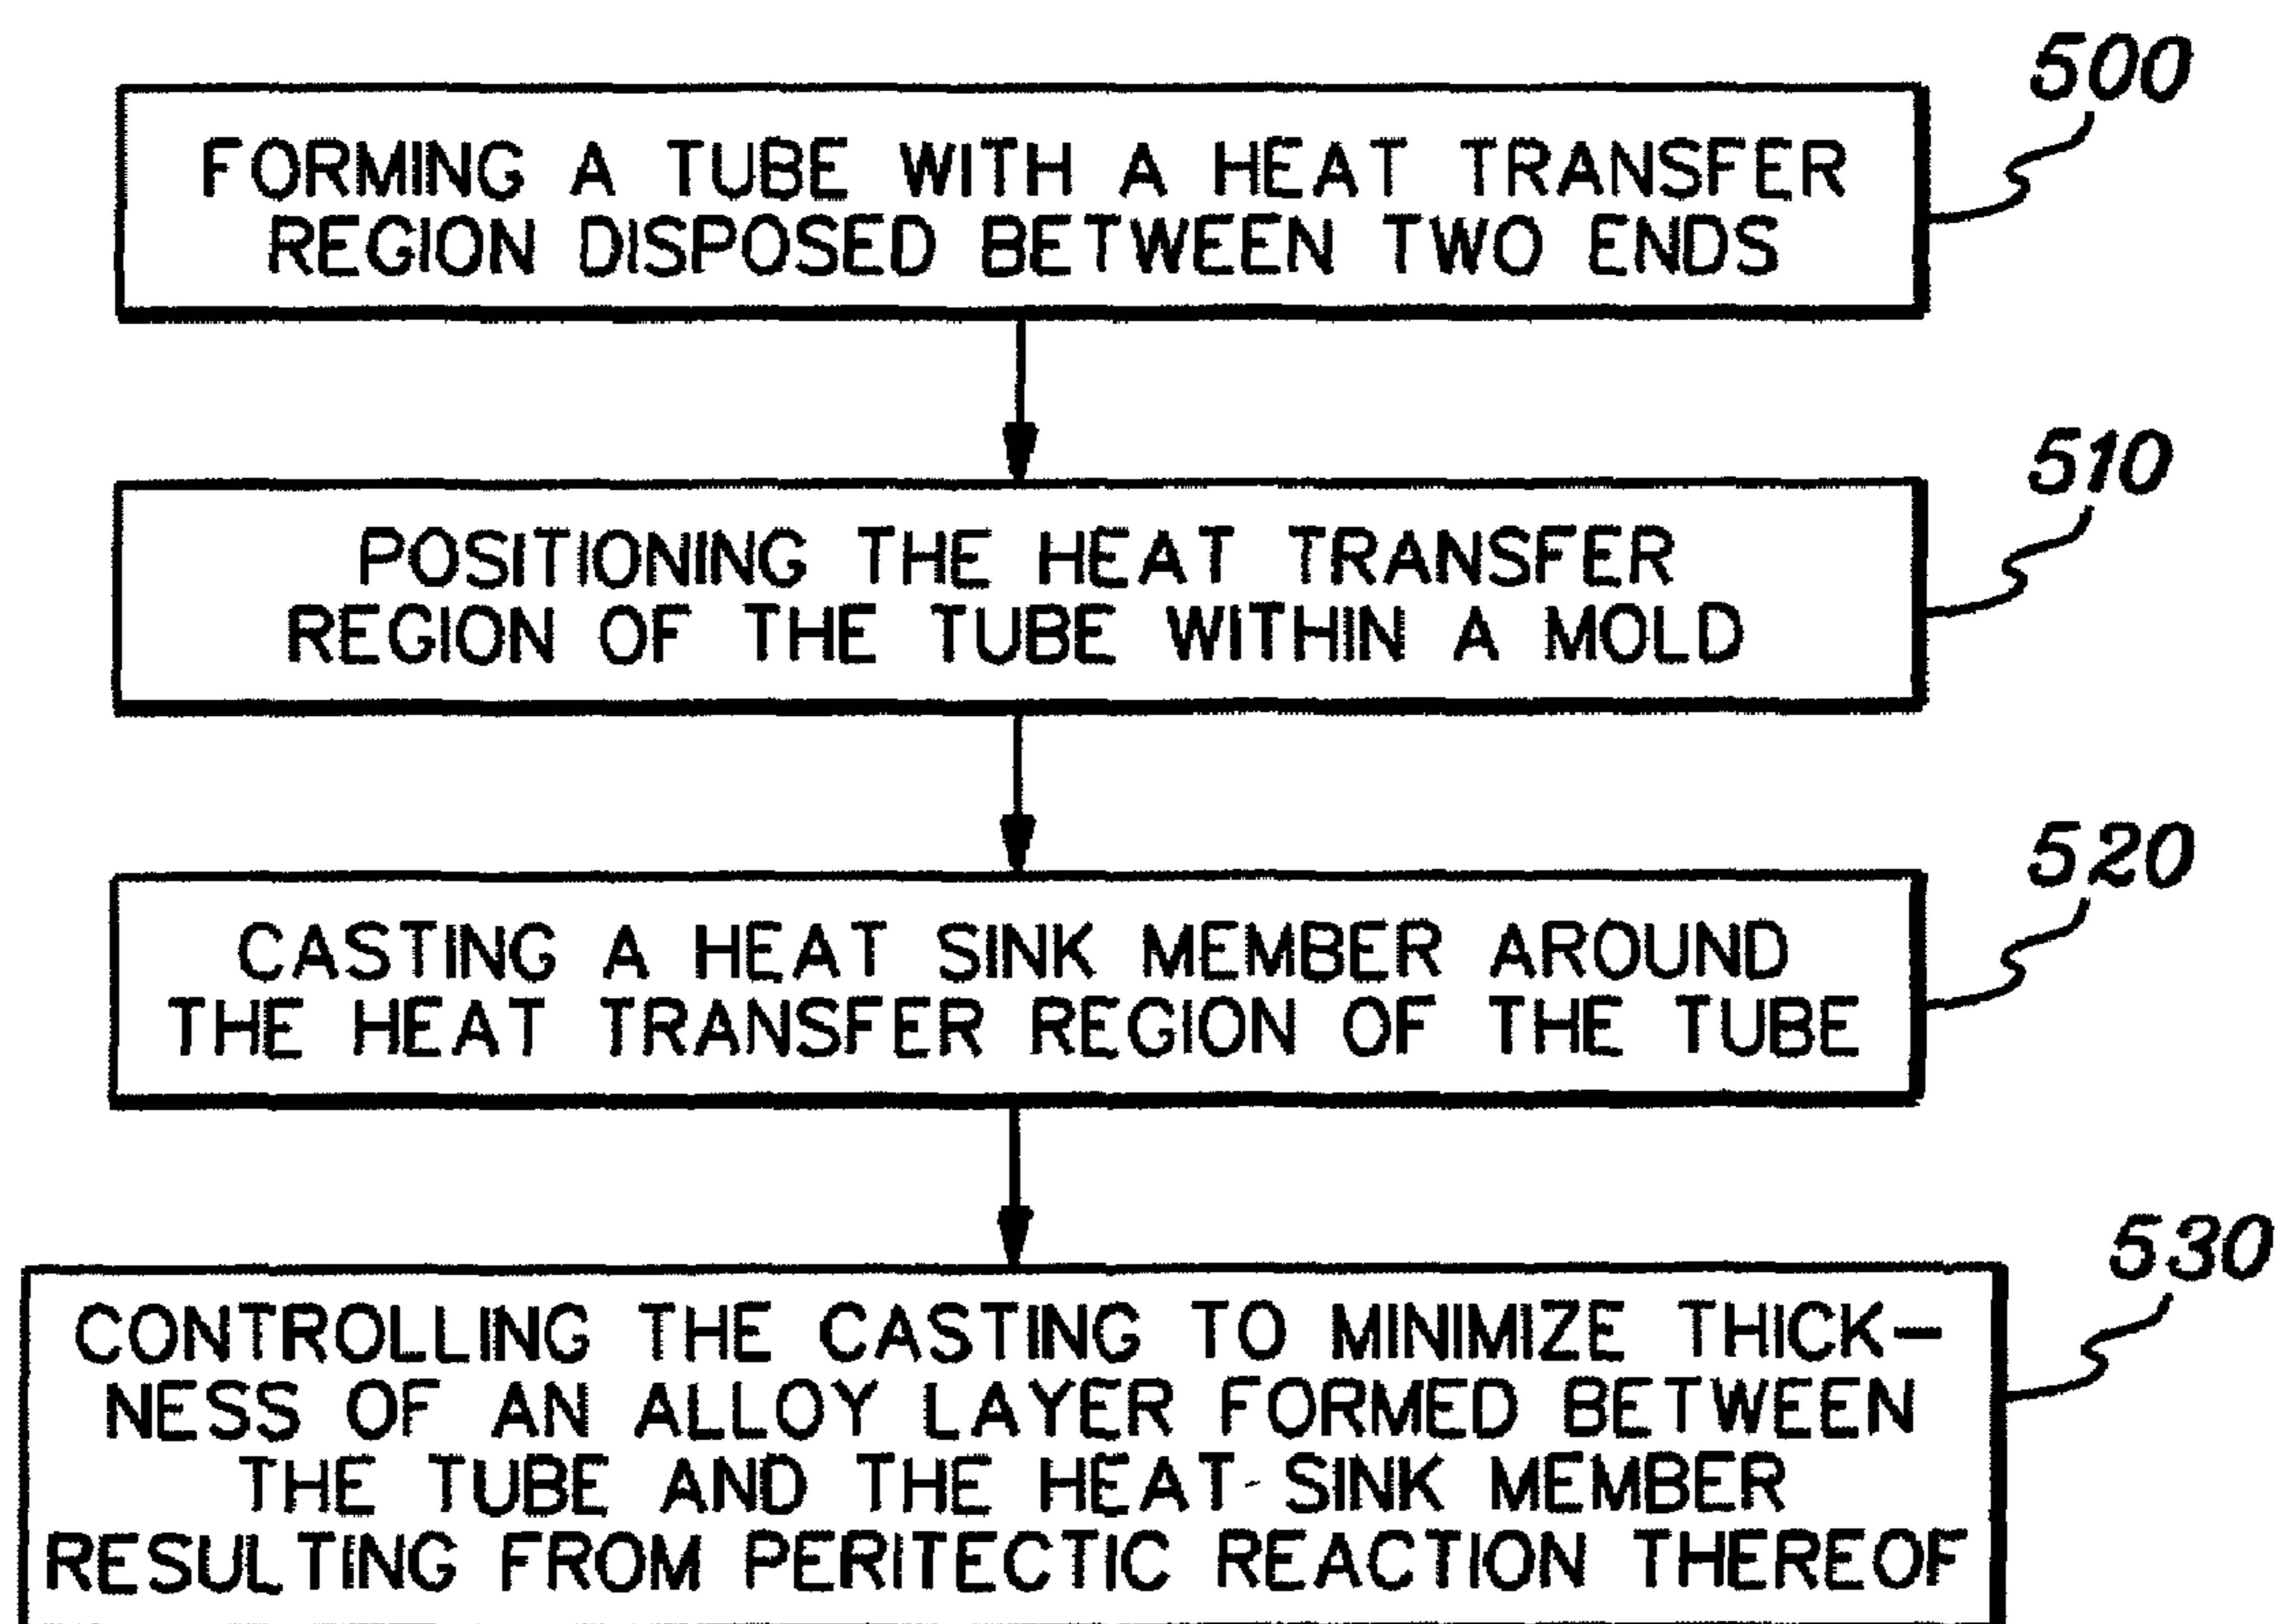 500
FORMING A TUBE WITH A HEAT TRANSFER
REGION DISPOSED BETWEEN TWO ENDS
510
POSITIONING THE HEAT TRANSFER
REGION OF THE TUBE WITHIN A MOLD
520
CASTING A HEAT SINK MEMBER AROUND
THE HEAT TRANSFER REGION OF THE TUBE
530
CONTROLLING THE CASTING TO MINIMIZE THICK-
NESS OF AN ALLOY LAYER FORMED BETWEEN
THE TUBE AND THE HEAT SINK MEMBER
RESULTING FROM PERITECTIC REACTION THEREOF